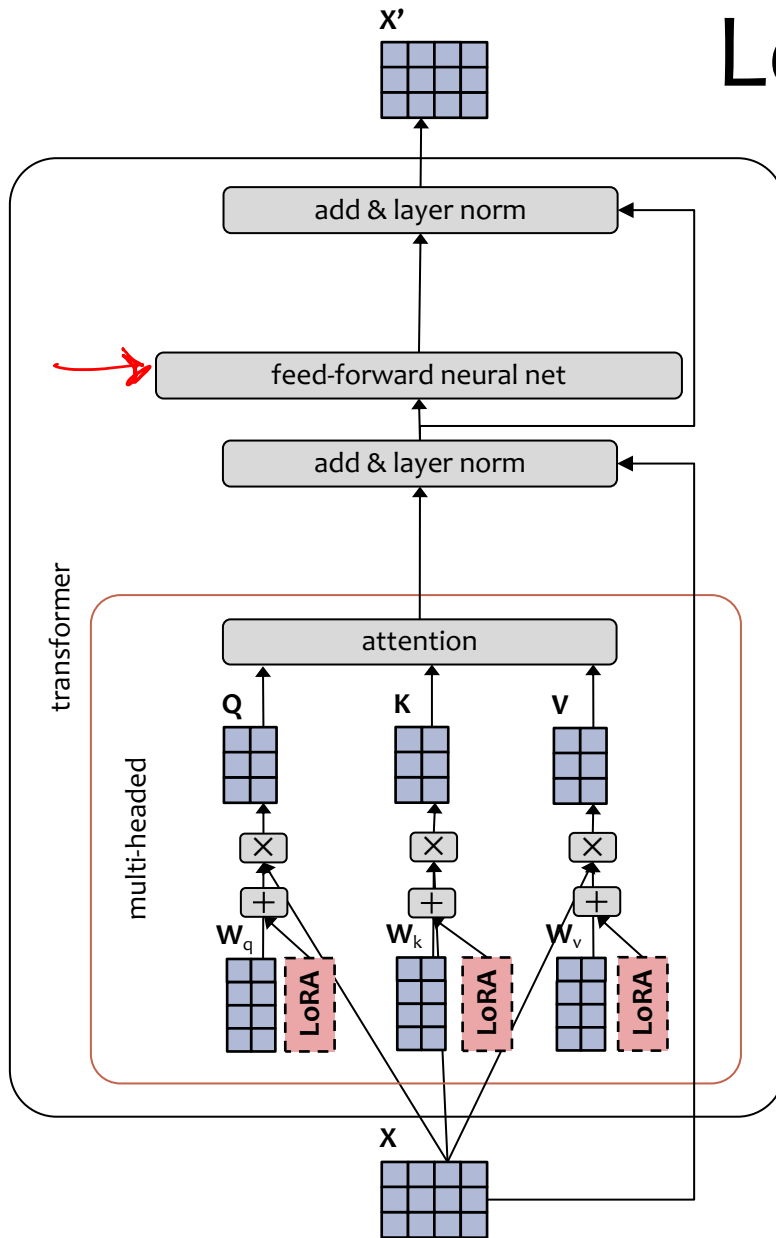 X’
Lo
add & layer norm
feed-forward neural net
add & layer norm
transformer
attention
Q K V
multi-headed
× × ×
+ + +
Wq Wk Wv
LoRA LoRA LoRA
X